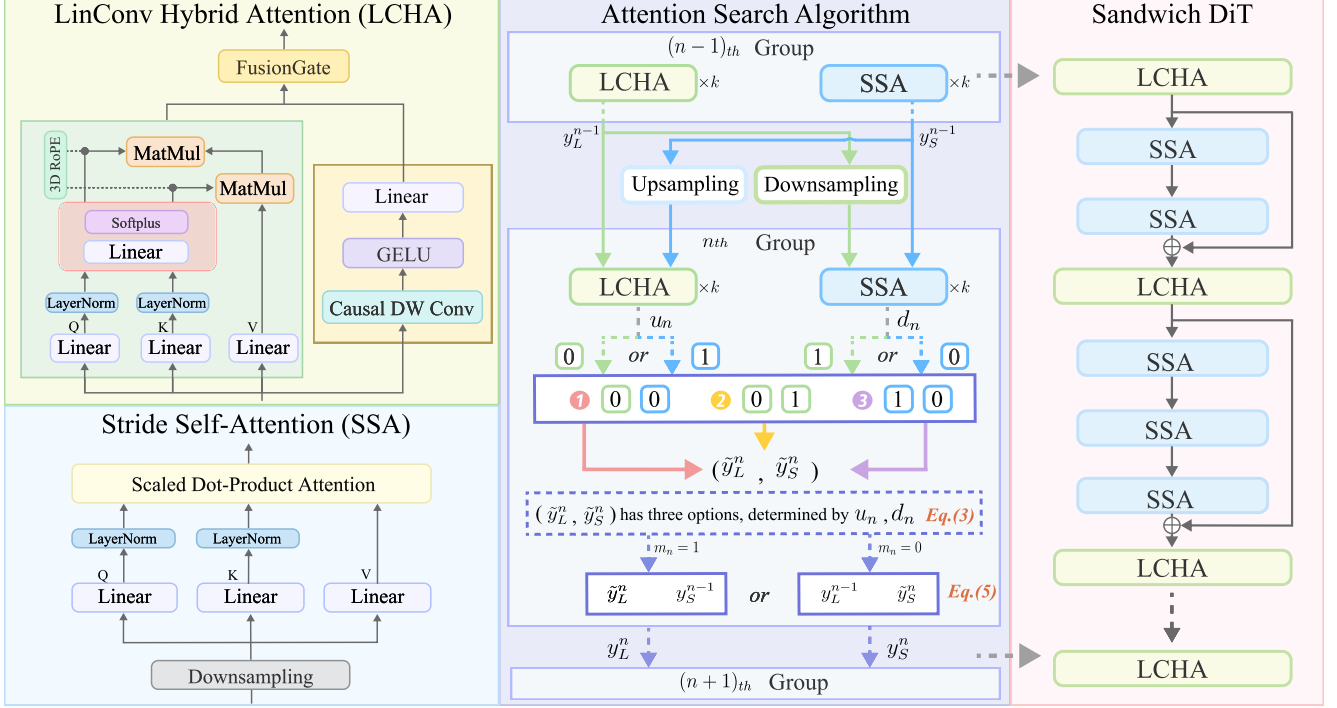 LinConv Hybrid Attention (LCHA)
FusionGate
3D RoPE
MatMul
MatMul
Softplus
Linear
LayerNorm
LayerNorm
Q
K
V
Linear
Linear
Linear
Linear
GELU
Causal DW Conv
Stride Self-Attention (SSA)
Scaled Dot-Product Attention
LayerNorm
LayerNorm
Q
K
V
Linear
Linear
Linear
Downsampling
Attention Search Algorithm
(n − 1)th Group
LCHA ×k
SSA ×k
y_L^{n−1}
y_S^{n−1}
Upsampling
Downsampling
nth Group
LCHA ×k
SSA ×k
u_n
d_n
0 or 1
1 or 0
1 0 0
2 0 1
3 1 0
(ỹ_L^n , ỹ_S^n)
(ỹ_L^n, ỹ_S^n) has three options, determined by u_n, d_n Eq.(3)
m_n = 1
m_n = 0
ỹ_L^n y_S^{n−1} or y_L^{n−1} ỹ_S^n Eq.(5)
y_L^n
y_S^n
(n + 1)th Group
Sandwich DiT
LCHA
SSA
SSA
LCHA
SSA
SSA
SSA
LCHA
LCHA